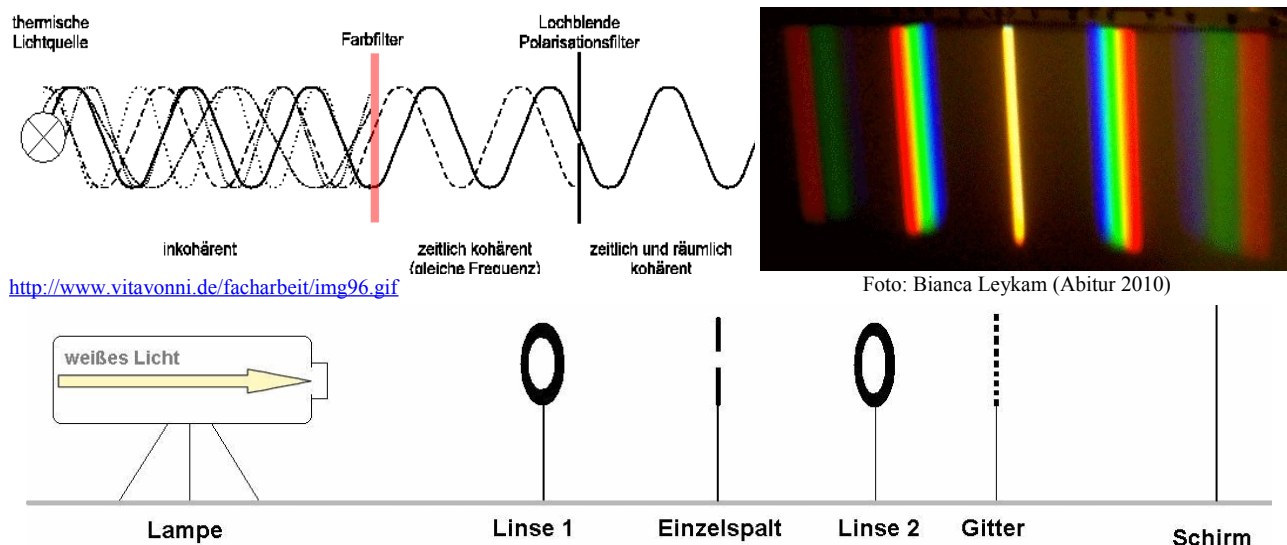 thermische
Lichtquelle
Farbfilter
Lochblende
Polarisationsfilter
inkohärent
zeitlich kohärent
(gleiche Frequenz)
zeitlich und räumlich
kohärent
http://www.vitavonni.de/facharbeit/img96.gif
Foto: Bianca Leykam (Abitur 2010)
weißes Licht
Lampe
Linse 1
Einzelspalt
Linse 2
Gitter
Schirm